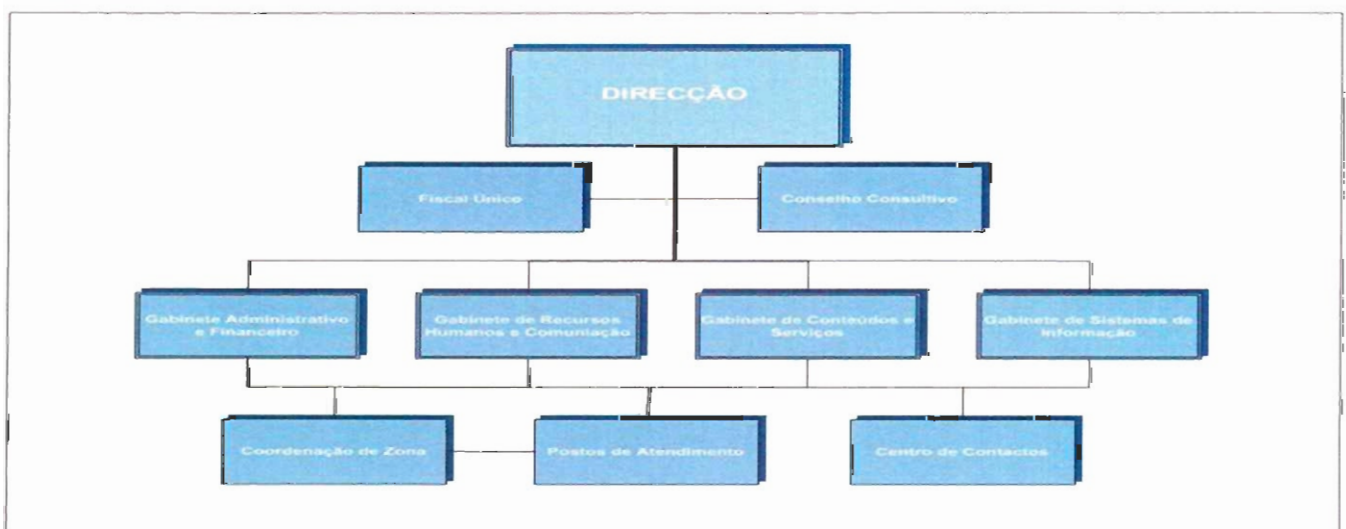 DIRECÇÃO
Fiscal Único
Conselho Consultivo
Gabinete Administrativo
e Financeiro
Gabinete de Recursos
Humanos e Comuniação
Gabinete de Conteúdos e
Serviços
Gabinete de Sistemas de
Informação
Coordenação de Zona
Postos de Atendimento
Centro de Contactos